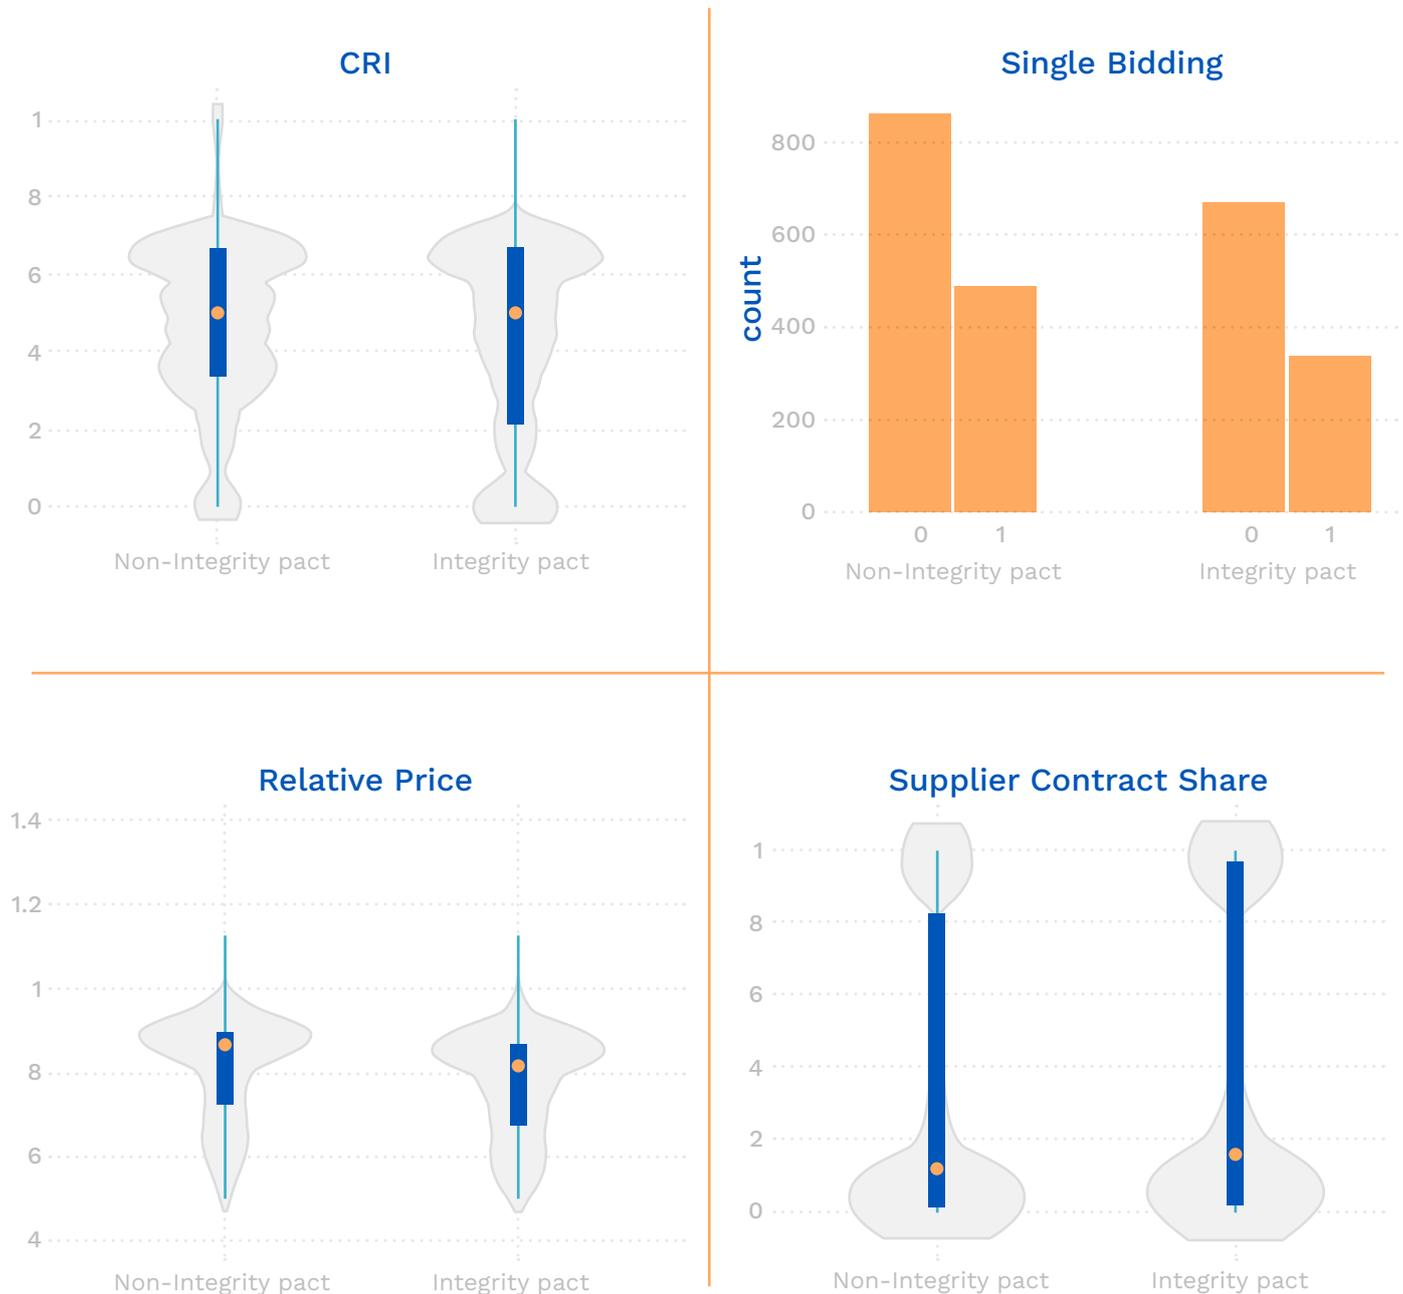 CRI
1
8
6
4
2
0
Non-Integrity pact
Integrity pact
Single Bidding
count
800
600
400
200
0
0 1 0 1
Non-Integrity pact
Integrity pact
Relative Price
1.4
1.2
1
8
6
4
Non-Integrity pact
Integrity pact
Supplier Contract Share
1
8
6
4
2
0
Non-Integrity pact
Integrity pact